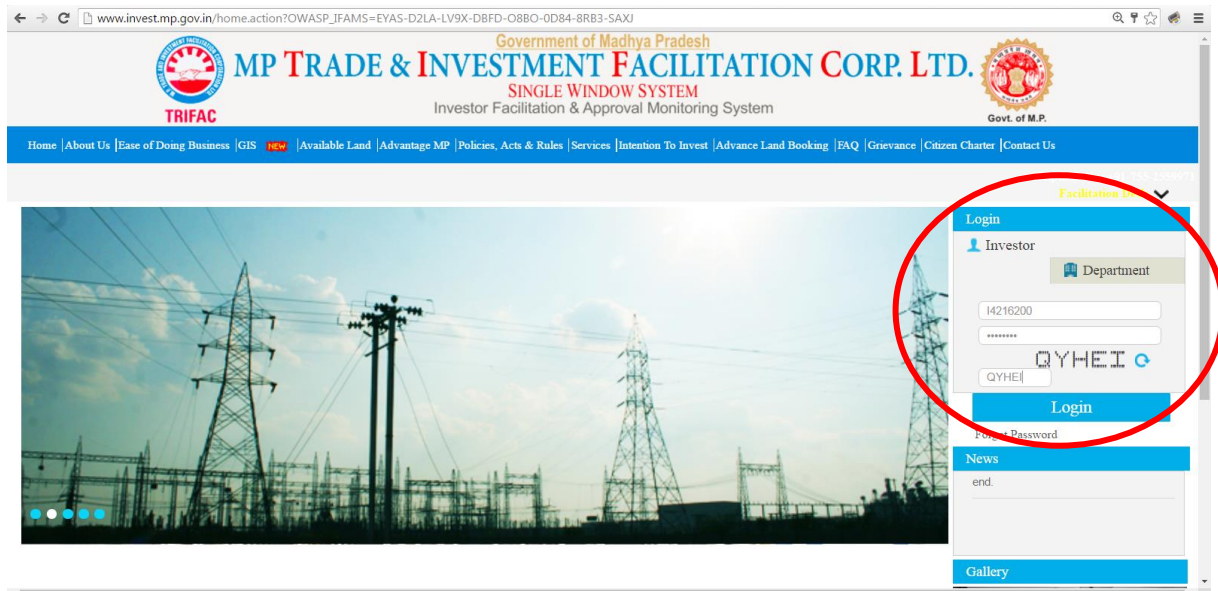 www.invest.mp.gov.in/home.action?OWASP_IFAMS=EYAS-D2LA-LV9X-DBFD-O8BO-0D84-8RB3-SAXJ
Government of Madhya Pradesh
MP TRADE & INVESTMENT FACILITATION CORP. LTD.
SINGLE WINDOW SYSTEM
Investor Facilitation & Approval Monitoring System
TRIFAC
Govt. of M.P.
Home |About Us |Ease of Doing Business |GIS NEW |Available Land |Advantage MP |Policies, Acts & Rules |Services |Intention To Invest |Advance Land Booking |FAQ |Grievance |Citizen Charter |Contact Us
Facilitation
Login
Investor
Department
I4216200
********
QYHEI
QYHEI
Login
Forgot Password
News
end.
Gallery